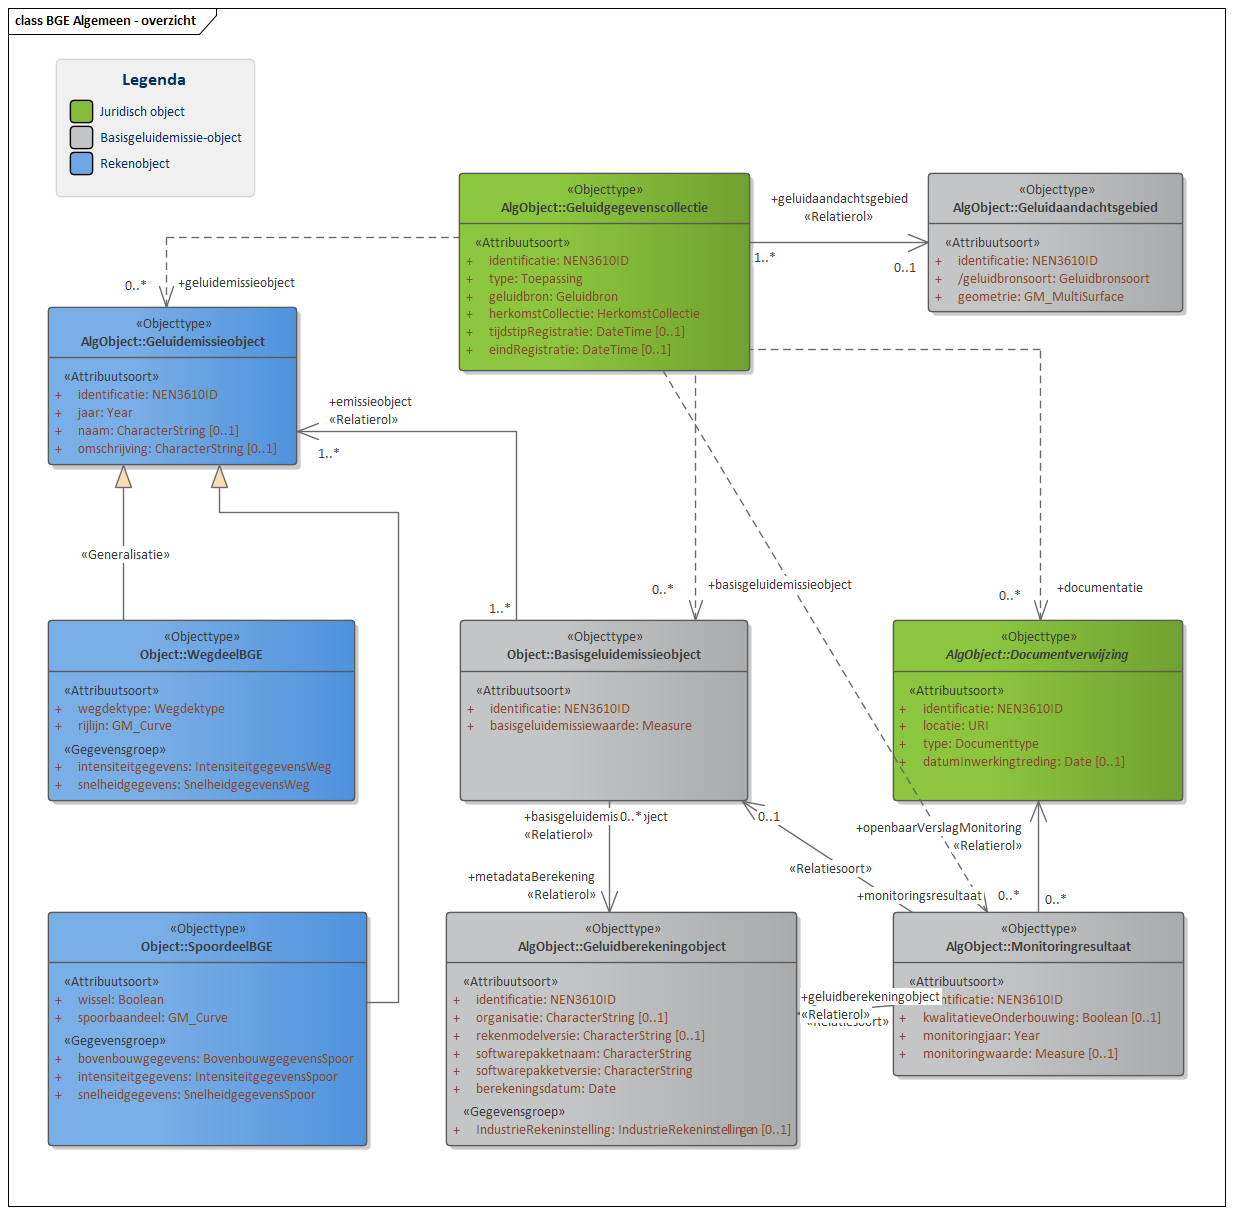 class BGE Algemeen - overzicht
Legenda
Juridisch object
Basisgeluidemissie-object
Rekenobject
«Objecttype»
AlgObject::Geluidgegevenscollectie
«Attribuutsoort»
+ identificatie: NEN3610ID
+ type: Toepassing
+ geluidbron: Geluidbron
+ herkomstCollectie: HerkomstCollectie
+ tijdstipRegistratie: DateTime [0..1]
+ eindRegistratie: DateTime [0..1]
+geluidaandachtsgebied
«Relatierol»
1..*
0..1
«Objecttype»
AlgObject::Geluidaandachtsgebied
«Attribuutsoort»
+ identificatie: NEN3610ID
+ /geluidbronsoort: Geluidbronsoort
+ geometrie: GM_MultiSurface
0..*
+geluidemissieobject
«Objecttype»
AlgObject::Geluidemissieobject
«Attribuutsoort»
+ identificatie: NEN3610ID
+ jaar: Year
+ naam: CharacterString [0..1]
+ omschrijving: CharacterString [0..1]
+emissieobject
«Relatierol»
1..*
«Generalisatie»
1..*
0..*
+basisgeluidemissieobject
0..*
+documentatie
«Objecttype»
Object::WegdeelBGE
«Attribuutsoort»
+ wegdektype: Wegdektype
+ rijlijn: GM_Curve
«Gegevensgroep»
+ intensiteitgegevens: IntensiteitgegevensWeg
+ snelheidgegevens: SnelheidgegevensWeg
«Objecttype»
Object::Basisgeluidemissieobject
«Attribuutsoort»
+ identificatie: NEN3610ID
+ basisgeluidemissiewaarde: Measure
«Objecttype»
AlgObject::Documentverwijzing
«Attribuutsoort»
+ identificatie: NEN3610ID
+ locatie: URI
+ type: Documenttype
+ datumInwerkingtreding: Date [0..1]
+basisgeluidemis 0..* ject
«Relatierol»
0..1
+openbaarVerslagMonitoring
«Relatierol»
«Relatiesoort»
+metadataBerekening
«Relatierol»
+monitoringsresultaat
0..*
0..*
«Objecttype»
Object::SpoordeelBGE
«Attribuutsoort»
+ wissel: Boolean
+ spoorbaandeel: GM_Curve
«Gegevensgroep»
+ bovenbouwgegevens: BovenbouwgegevensSpoor
+ intensiteitgegevens: IntensiteitgegevensSpoor
+ snelheidgegevens: SnelheidgegevensSpoor
«Objecttype»
AlgObject::Geluidberekeningobject
«Attribuutsoort»
+ identificatie: NEN3610ID
+ organisatie: CharacterString [0..1]
+ rekenmodelversie: CharacterString [0..1]
+ softwarepakketnaam: CharacterString
+ softwarepakketversie: CharacterString
+ berekeningsdatum: Date
«Gegevensgroep»
+ IndustrieRekeninstelling: IndustrieRekeninstellingen [0..1]
+geluidberekeningobject
«Relatierol»
«Relatiesoort»
«Objecttype»
AlgObject::Monitoringresultaat
«Attribuutsoort»
entificatie: NEN3610ID
+ kwalitatieveOnderbouwing: Boolean [0..1]
+ monitoringjaar: Year
+ monitoringwaarde: Measure [0..1]